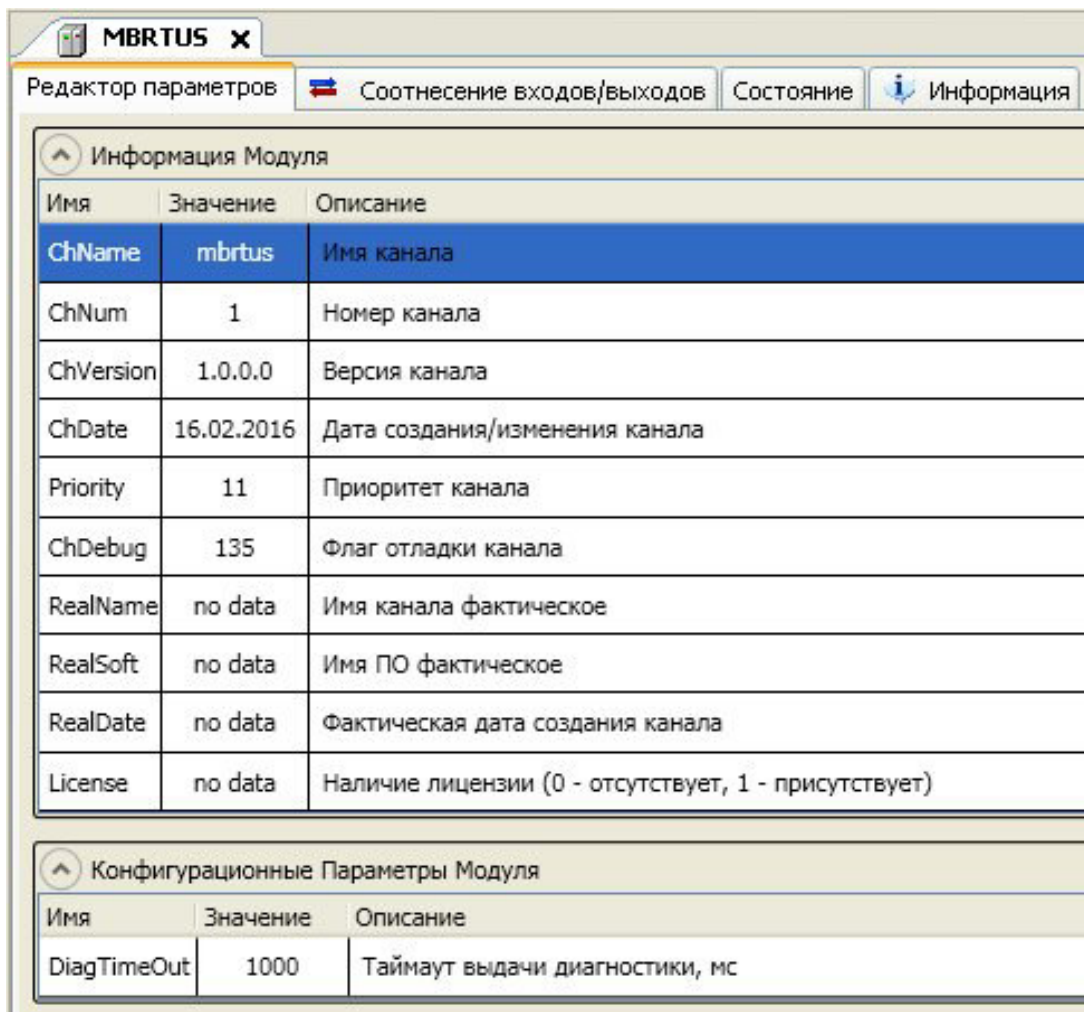 MBRTUS x
Редактор параметров Соотнесение входов/выходов Состояние Информация
Информация Модуля
Имя Значение Описание
ChName mbrtus Имя канала
ChNum 1 Номер канала
ChVersion 1.0.0.0 Версия канала
ChDate 16.02.2016 Дата создания/изменения канала
Priority 11 Приоритет канала
ChDebug 135 Флаг отладки канала
RealName no data Имя канала фактическое
RealSoft no data Имя ПО фактическое
RealDate no data Фактическая дата создания канала
License no data Наличие лицензии (0 - отсутствует, 1 - присутствует)
Конфигурационные Параметры Модуля
Имя Значение Описание
DiagTimeOut 1000 Таймаут выдачи диагностики, мс